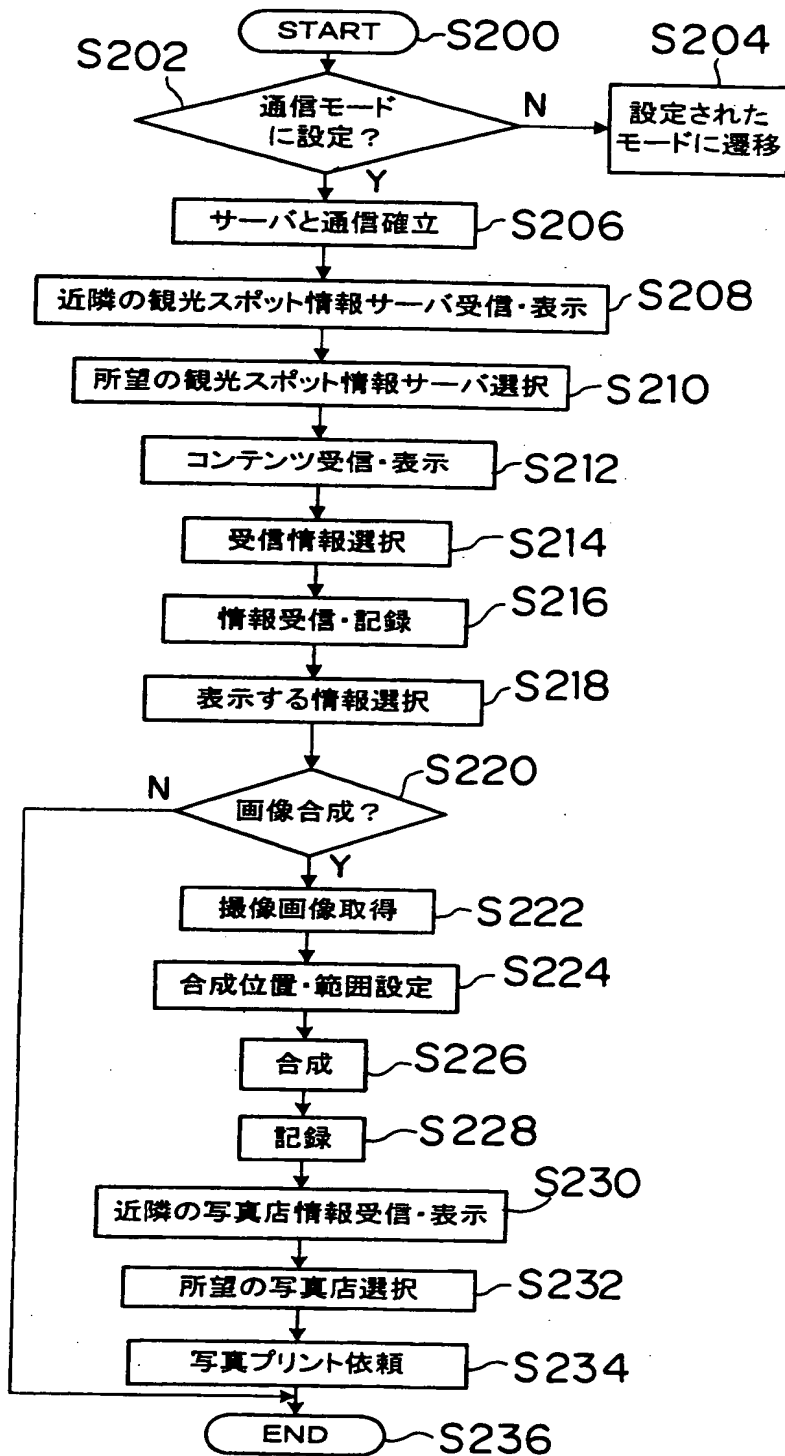 START
S200
S202
通信モード
に設定?
N
S204
設定された
モードに遷移
Y
サーバと通信確立
S206
近隣の観光スポット情報サーバ受信・表示
S208
所望の観光スポット情報サーバ選択
S210
コンテンツ受信・表示
S212
受信情報選択
S214
情報受信・記録
S216
表示する情報選択
S218
S220
N
画像合成?
Y
撮像画像取得
S222
合成位置・範囲設定
S224
合成
S226
記録
S228
S230
近隣の写真店情報受信・表示
所望の写真店選択
S232
写真プリント依頼
S234
END
S236